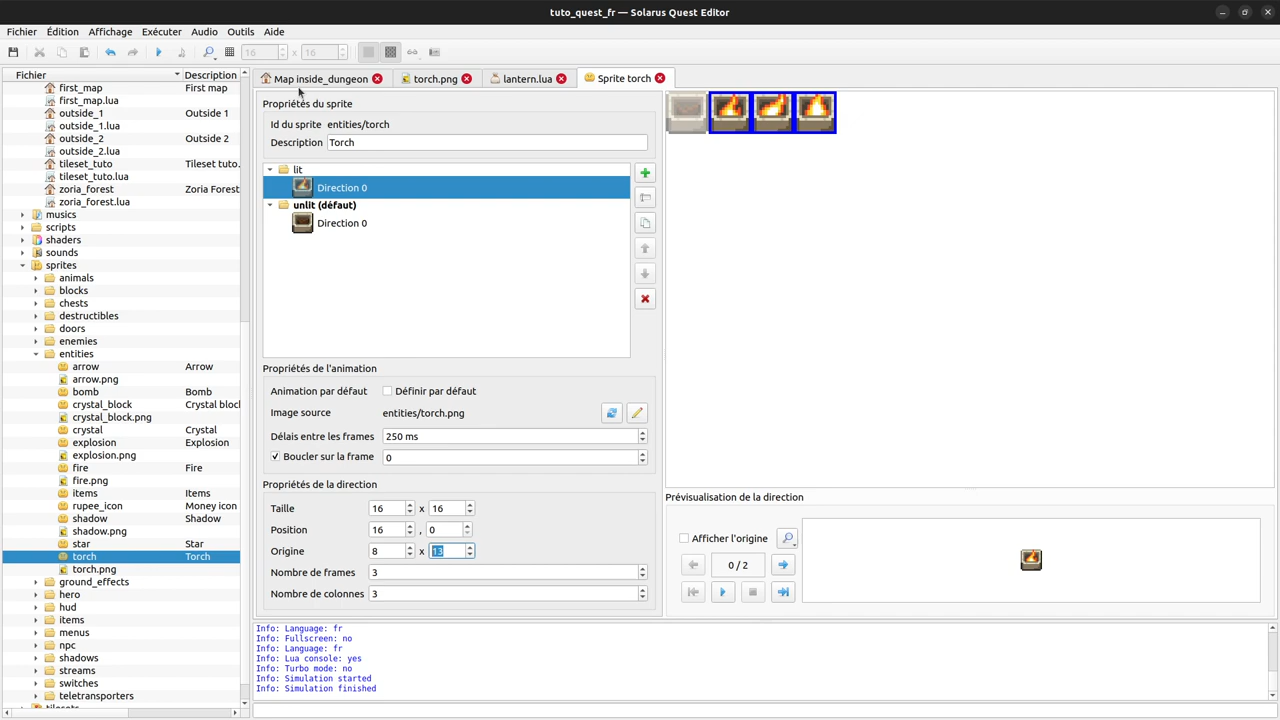 tuto_quest_fr — Solarus Quest Editor
Fichier Édition Affichage Exécuter Audio Outils Aide
16 x 16
Fichier Description
Map inside_dungeon torch.png lantern.lua Sprite torch
first_map First map
first_map.lua
outside_1 Outside 1
outside_1.lua
outside_2 Outside 2
outside_2.lua
tileset_tuto Tileset tuto.
tileset_tuto.lua
zoria_forest Zoria Forest
zoria_forest.lua
musics
scripts
shaders
sounds
sprites
animals
blocks
chests
destructibles
doors
enemies
entities
arrow Arrow
arrow.png
bomb Bomb
crystal_block Crystal block
crystal_block.png
crystal Crystal
explosion Explosion
explosion.png
fire Fire
fire.png
items Items
rupee_icon Money icon
shadow Shadow
shadow.png
star Star
torch Torch
torch.png
ground_effects
hero
hud
items
menus
npc
shadows
streams
switches
teletransporters
Propriétés du sprite
Id du sprite entities/torch
Description Torch
lit
Direction 0
unlit (défaut)
Direction 0
Propriétés de l'animation
Animation par défaut Définir par défaut
Image source entities/torch.png
Délais entre les frames 250 ms
Boucler sur la frame 0
Propriétés de la direction
Taille 16 x 16
Position 16 , 0
Origine 8 x 13
Nombre de frames 3
Nombre de colonnes 3
Prévisualisation de la direction
Afficher l'origine
0 / 2
Info: Language: fr
Info: Fullscreen: no
Info: Language: fr
Info: Lua console: yes
Info: Turbo mode: no
Info: Simulation started
Info: Simulation finished